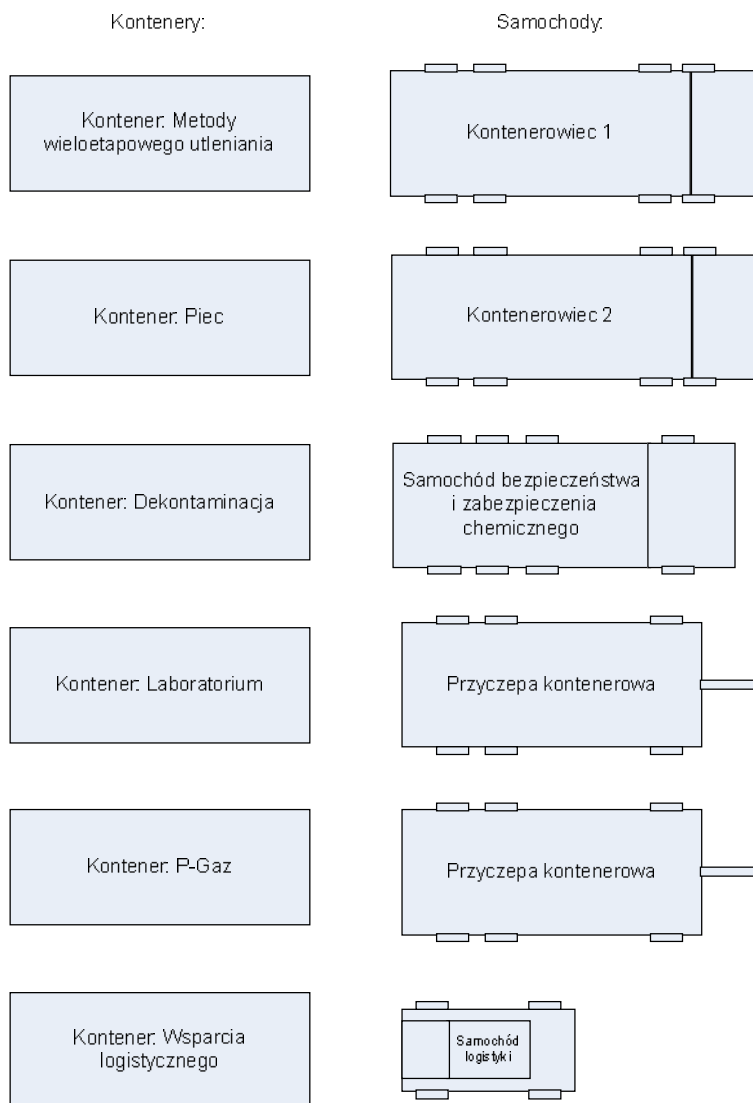 Kontenery:
Samochody:
Kontener: Metody
wieloetapowego utleniania
Kontenerowiec 1
Kontener: Piec
Kontenerowiec 2
Kontener: Dekontaminacja
Samochód bezpieczeństwa
i zabezpieczenia
chemicznego
Kontener: Laboratorium
Przyczepa kontenerowa
Kontener: P-Gaz
Przyczepa kontenerowa
Kontener: Wsparcia
logistycznego
Samochód
logistyki